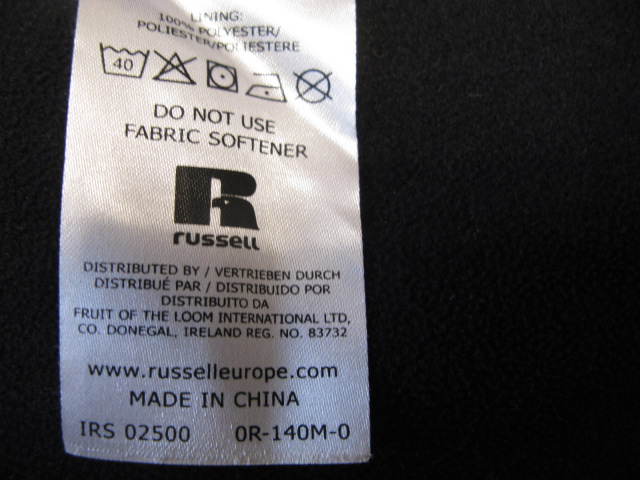 LINING:
100% POLYESTER/
POLIESTER/POLIESTERE
40
DO NOT USE
FABRIC SOFTENER
R
russell
DISTRIBUTED BY / VERTRIEBEN DURCH
DISTRIBUÉ PAR / DISTRIBUIDO POR
DISTRIBUITO DA
FRUIT OF THE LOOM INTERNATIONAL LTD,
CO. DONEGAL, IRELAND REG. NO. 83732
www.russelleurope.com
MADE IN CHINA
IRS 02500 0R-140M-0